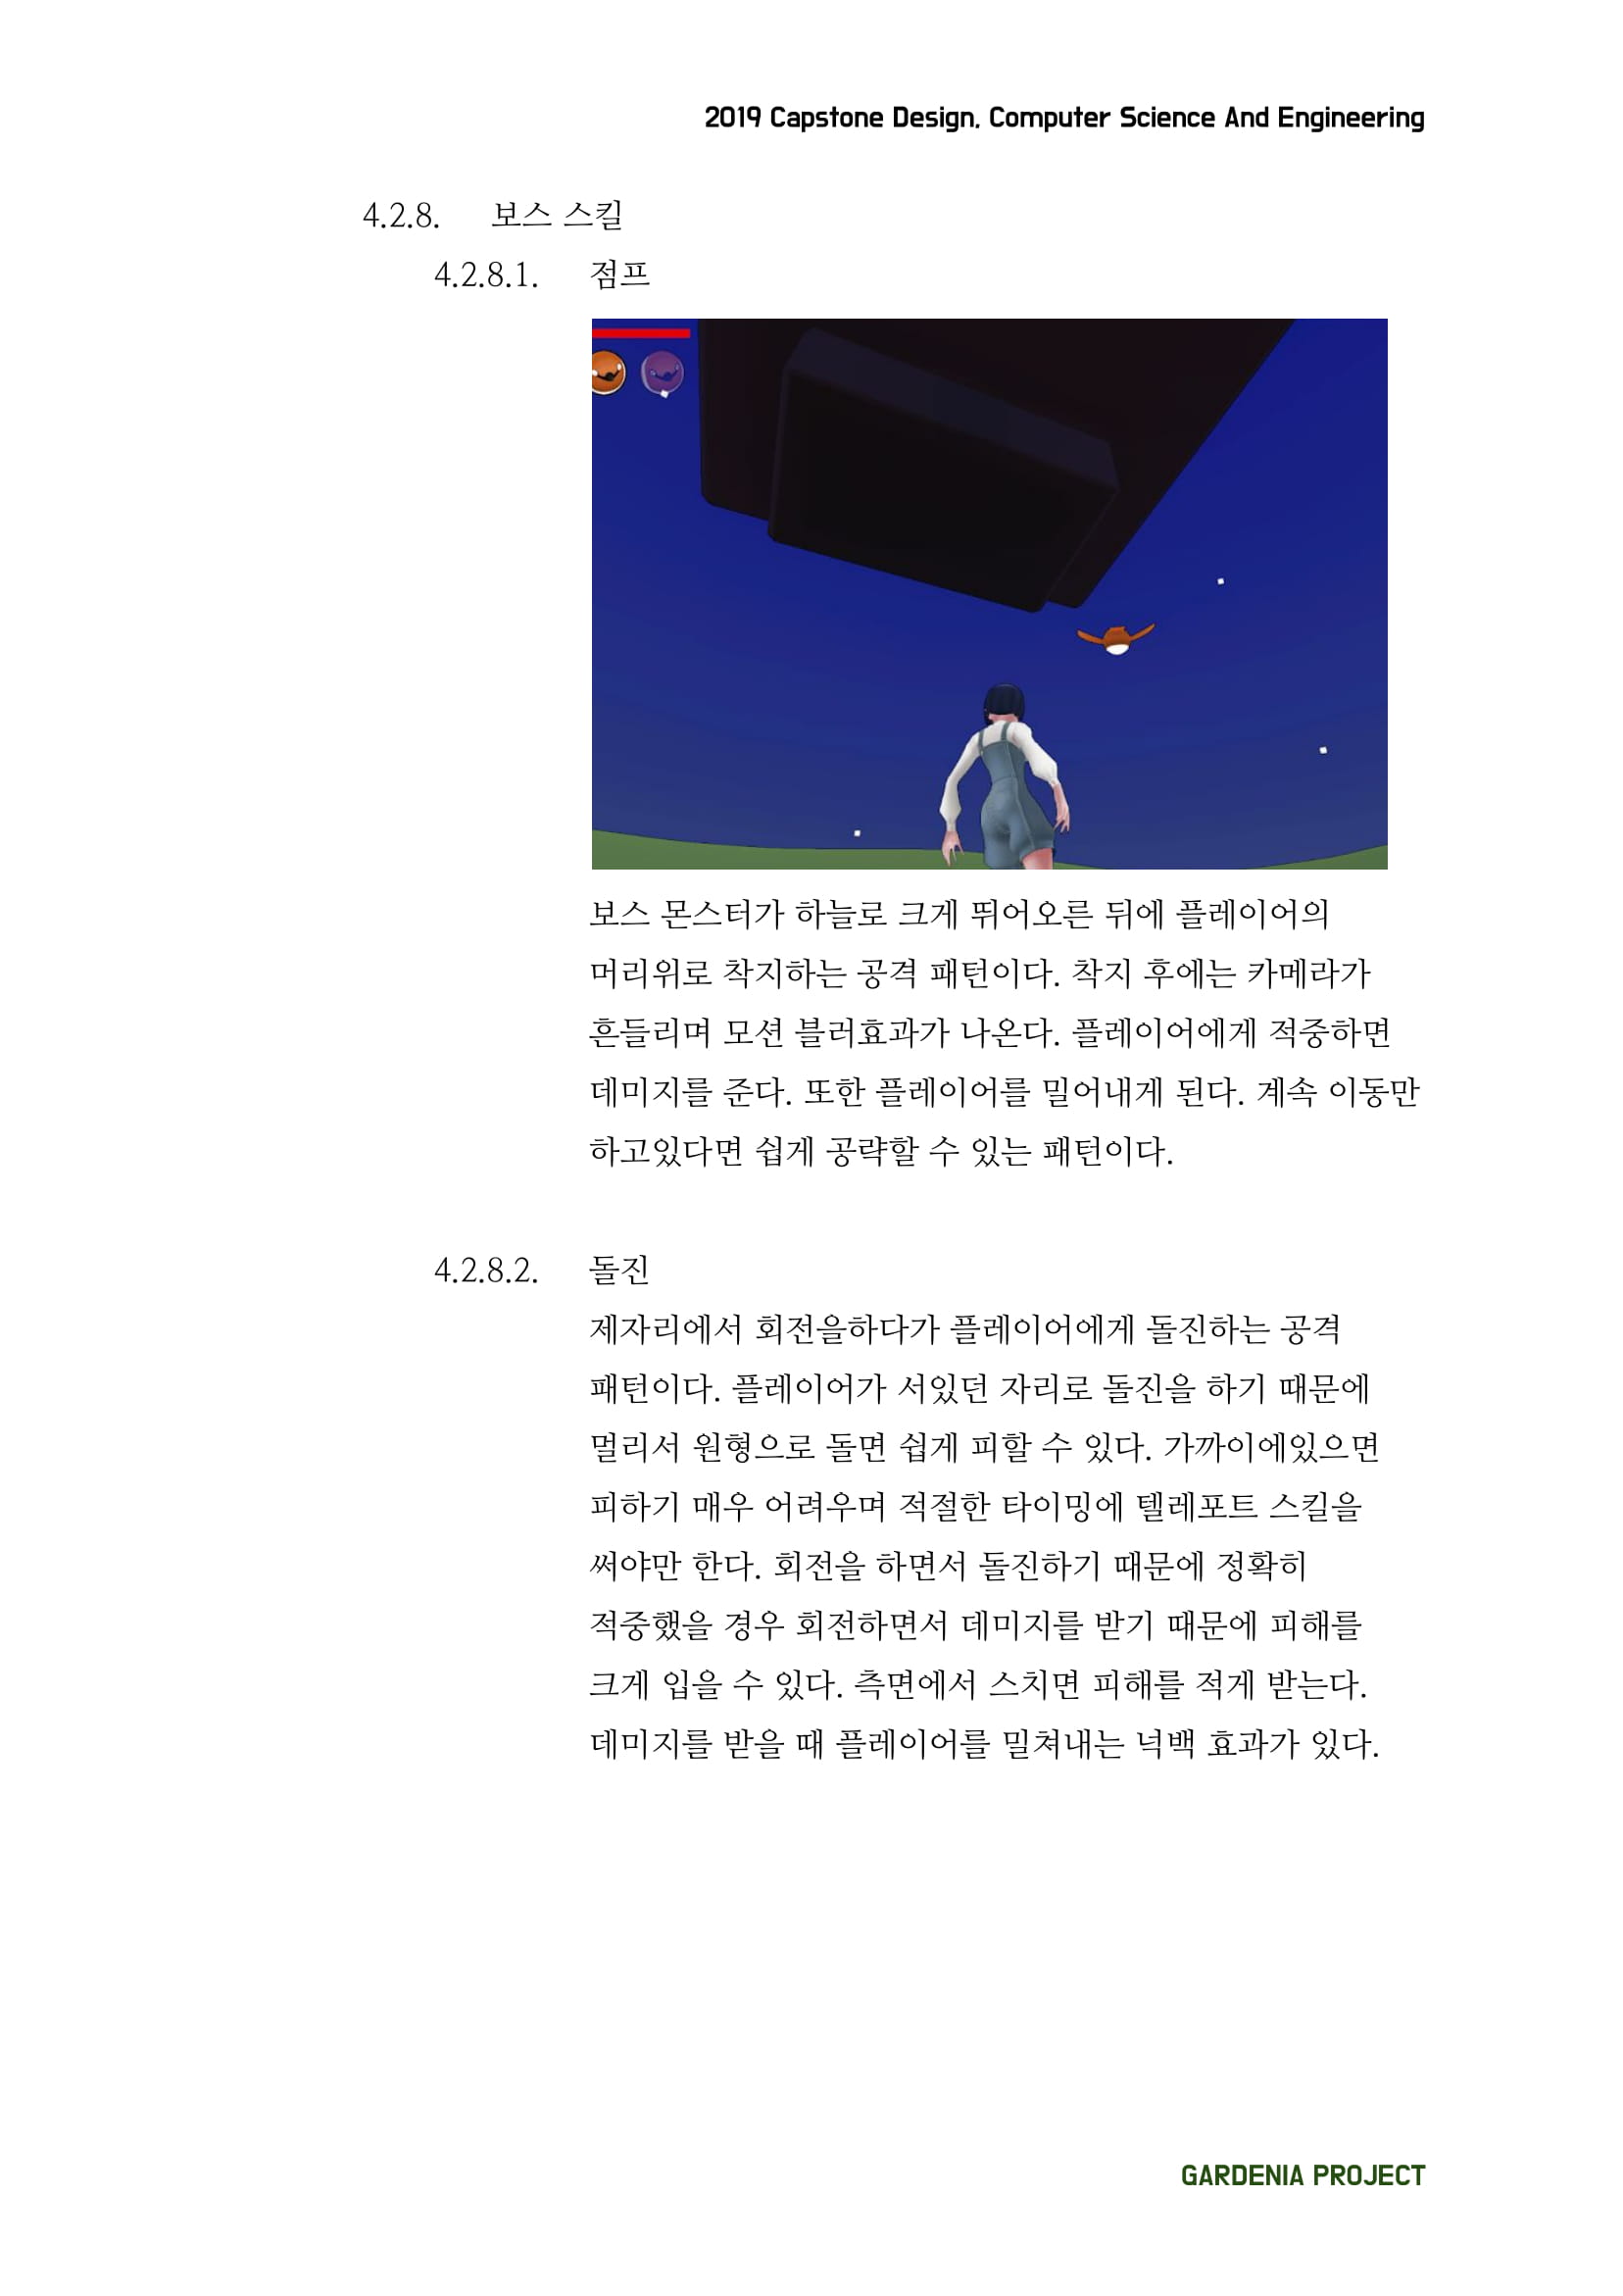 2019 Capstone Design, Computer Science And Engineering
4.2.8. 보스 스킬
4.2.8.1. 점프
보스 몬스터가 하늘로 크게 뛰어오른 뒤에 플레이어의
머리위로 착지하는 공격 패턴이다. 착지 후에는 카메라가
흔들리며 모션 블러효과가 나온다. 플레이어에게 적중하면
데미지를 준다. 또한 플레이어를 밀어내게 된다. 계속 이동만
하고있다면 쉽게 공략할 수 있는 패턴이다.
4.2.8.2. 돌진
제자리에서 회전을하다가 플레이어에게 돌진하는 공격
패턴이다. 플레이어가 서있던 자리로 돌진을 하기 때문에
멀리서 원형으로 돌면 쉽게 피할 수 있다. 가까이에있으면
피하기 매우 어려우며 적절한 타이밍에 텔레포트 스킬을
써야만 한다. 회전을 하면서 돌진하기 때문에 정확히
적중했을 경우 회전하면서 데미지를 받기 때문에 피해를
크게 입을 수 있다. 측면에서 스치면 피해를 적게 받는다.
데미지를 받을 때 플레이어를 밀쳐내는 넉백 효과가 있다.
GARDENIA PROJECT